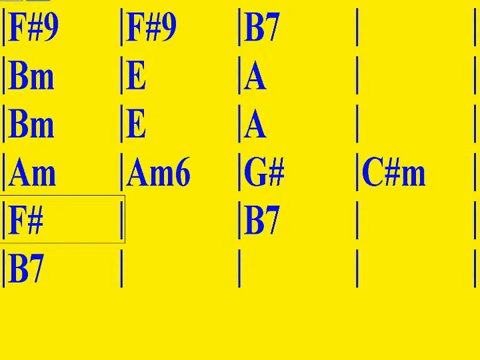 |F#9 |F#9 |B7 | |
|Bm |E |A | |
|Bm |E |A | |
|Am |Am6 |G# |C#m |
|F# | |B7 | |
|B7 | | | |